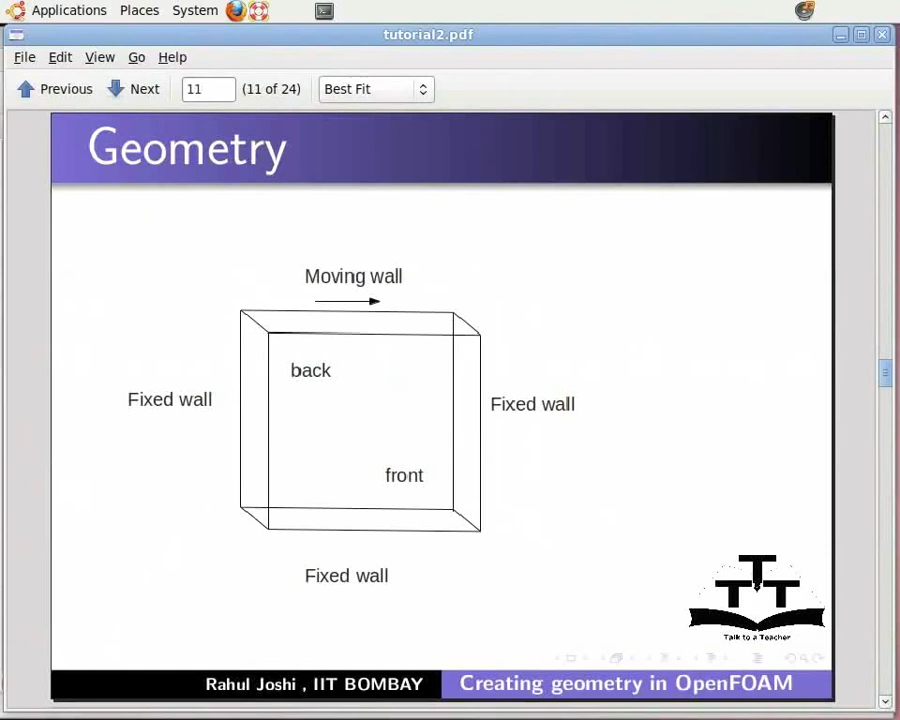 Applications Places System
tutorial2.pdf
File Edit View Go Help
Previous Next 11 (11 of 24) Best Fit
Geometry
Moving wall
back
Fixed wall
Fixed wall
front
Fixed wall
T T T
Talk to a Teacher
Rahul Joshi , IIT BOMBAY Creating geometry in OpenFOAM